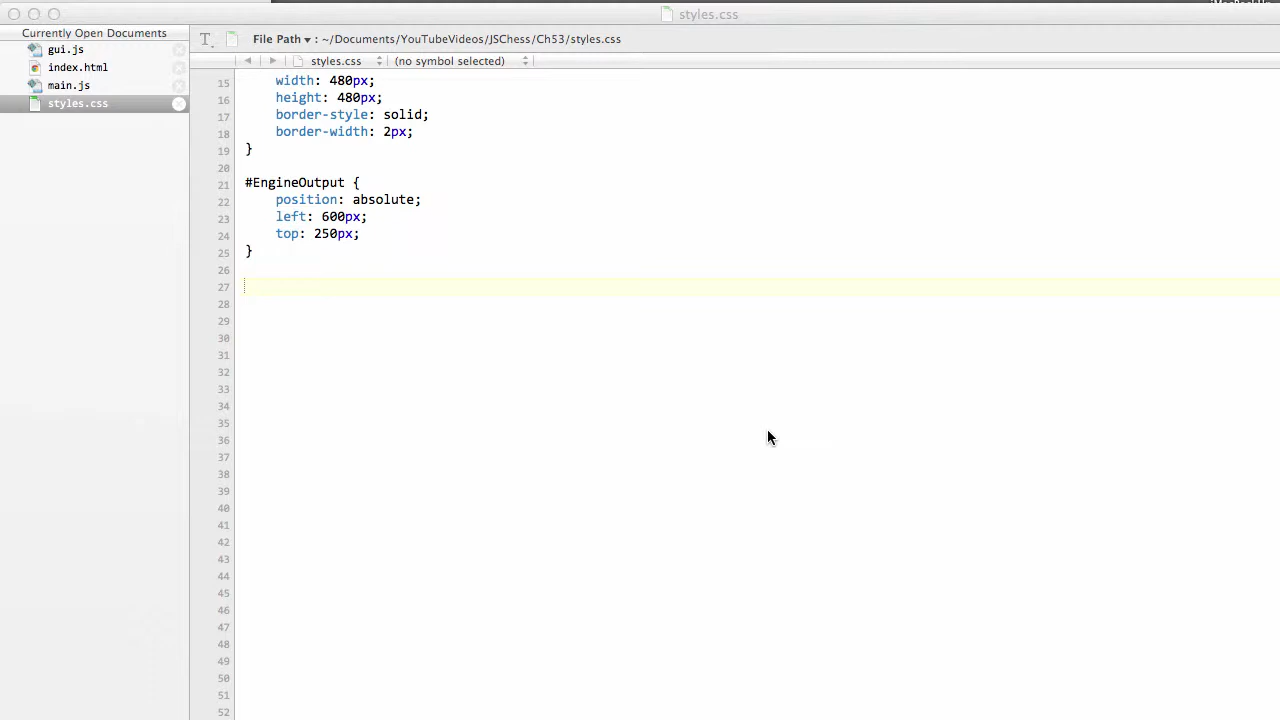 styles.css
Currently Open Documents
gui.js
index.html
main.js
styles.css
File Path ▾ : ~/Documents/YouTubeVideos/JSChess/Ch53/styles.css
styles.css (no symbol selected)
15 width: 480px;
16 height: 480px;
17 border-style: solid;
18 border-width: 2px;
19 }
20
21 #EngineOutput {
22 position: absolute;
23 left: 600px;
24 top: 250px;
25 }
26
27
28
29
30
31
32
33
34
35
36
37
38
39
40
41
42
43
44
45
46
47
48
49
50
51
52